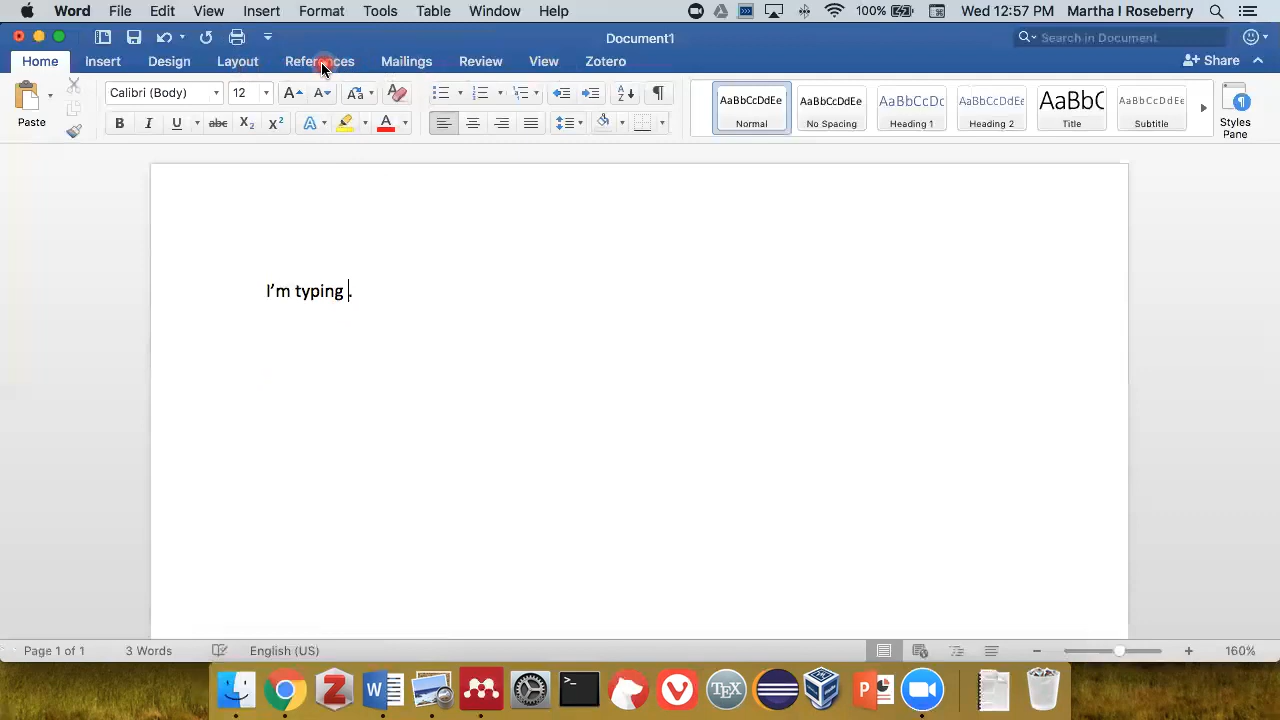 Word File Edit View Insert Format Tools Table Window Help 100% Wed 12:57 PM Martha I Roseberry
Document1
Search in Document
Home Insert Design Layout References Mailings Review View Zotero Share
Calibri (Body) 12
AaBbCcDdEe AaBbCcDdEe AaBbCcDc AaBbCcDdEe AaBbCcDdEe
Paste
Normal No Spacing Heading 1 Heading 2 Title Subtitle
Styles
Pane
B I U abc X2 X2 A A
I'm typing .
Page 1 of 1 3 Words English (US) 160%